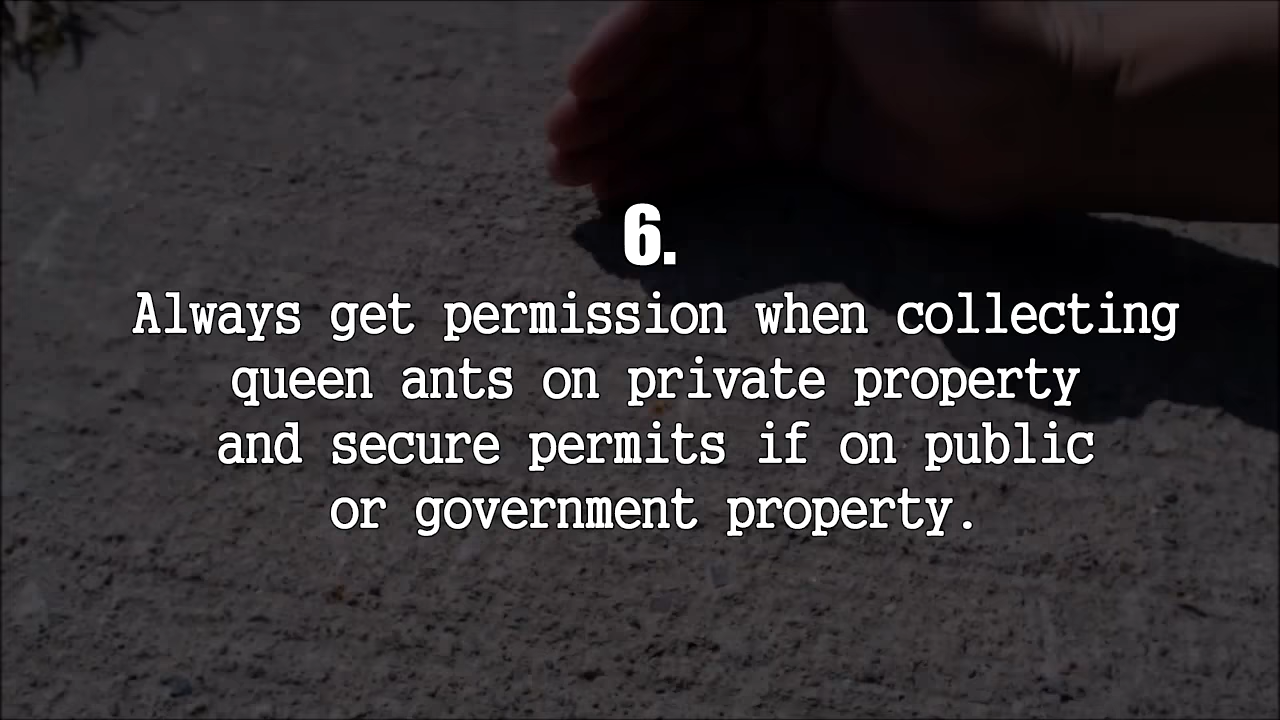 6.
Always get permission when collecting
queen ants on private property
and secure permits if on public
or government property.